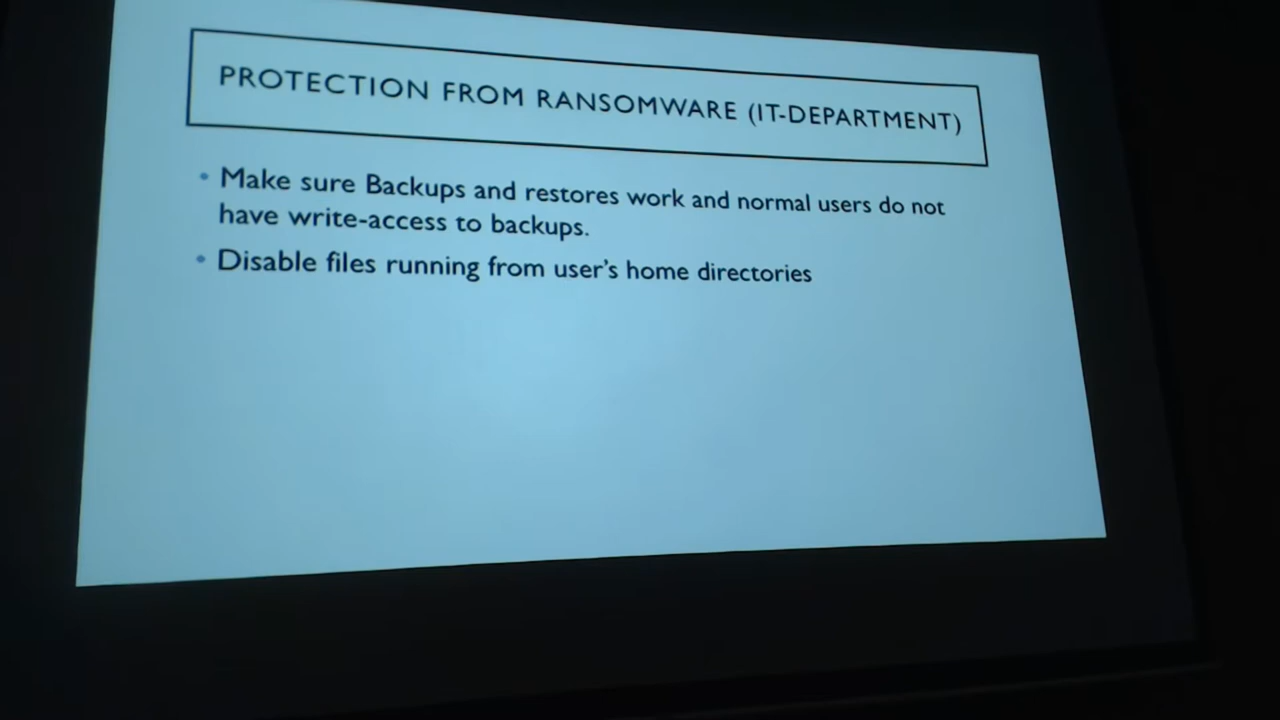 PROTECTION FROM RANSOMWARE (IT-DEPARTMENT)
• Make sure Backups and restores work and normal users do not
have write-access to backups.
• Disable files running from user's home directories